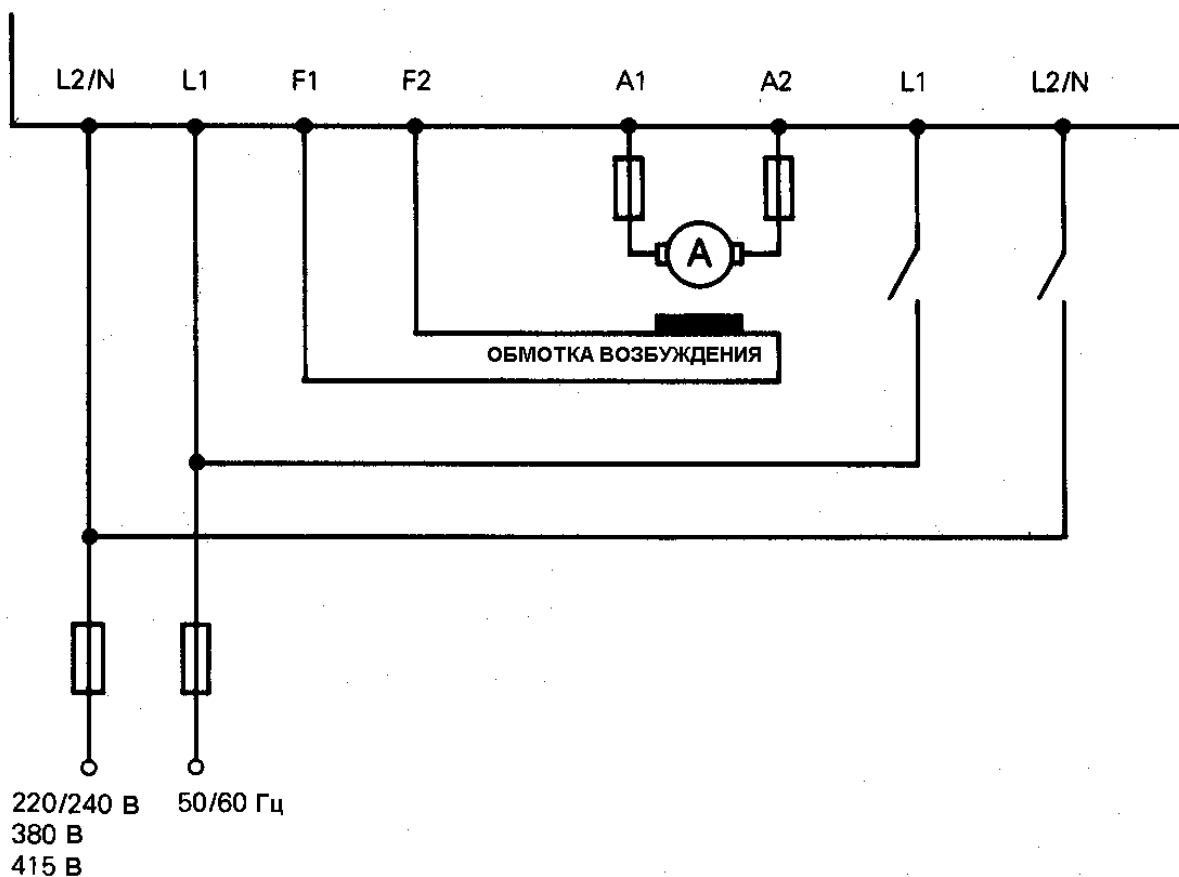 L2/N L1 F1 F2 A1 A2 L1 L2/N
A
ОБМОТКА ВОЗБУЖДЕНИЯ
220/240 В 50/60 Гц
380 В
415 В